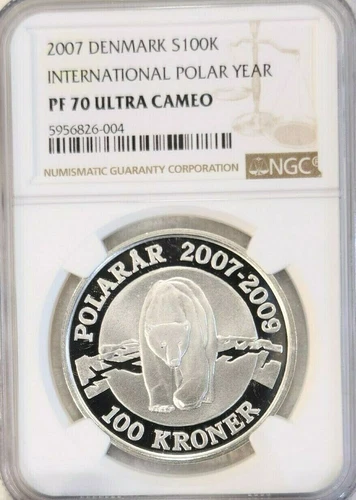 2007 DENMARK S100K
INTERNATIONAL POLAR YEAR
PF 70 ULTRA CAMEO
5956826-004
NUMISMATIC GUARANTY CORPORATION
NGC®
POLARÅR 2007-2009
100 KRONER